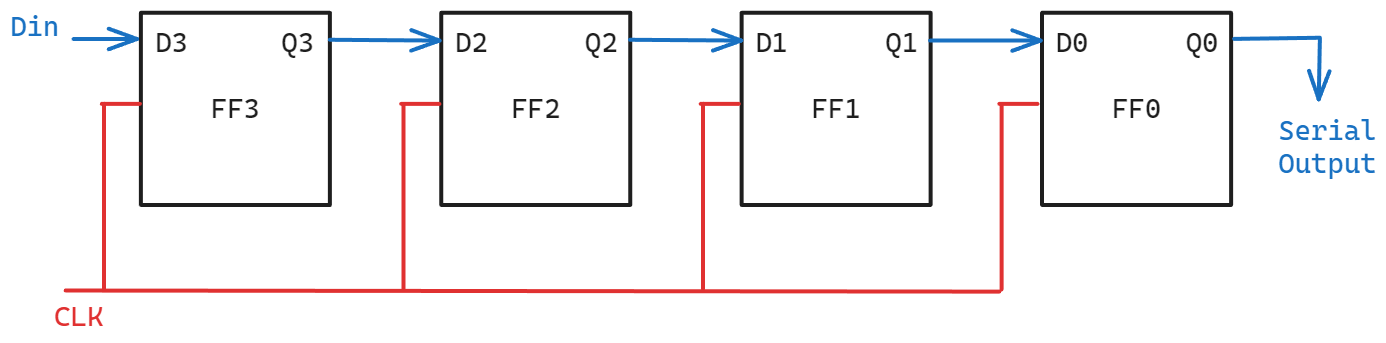 Din
D3 Q3
D2 Q2
D1 Q1
D0 Q0
FF3
FF2
FF1
FF0
Serial
Output
CLK